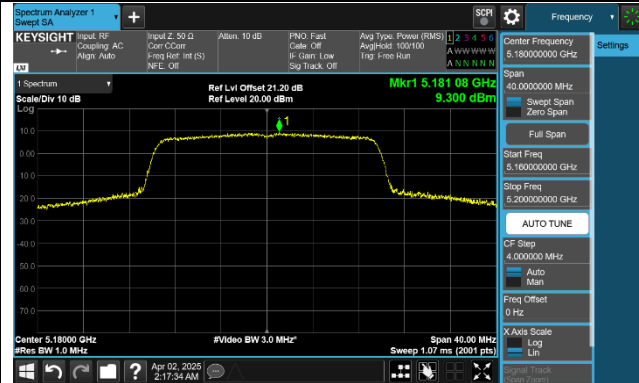 Spectrum Analyzer 1
Swept SA
+
SCPI
Frequency
KEYSIGHT
Input: RF
Coupling: AC
Align: Auto
Input Z: 50 Ω
Corr CCorr
Freq Ref: Int (S)
NFE: Off
Atten: 10 dB
PNO: Fast
Gate: Off
IF Gain: Low
Sig Track: Off
Avg Type: Power (RMS)
Avg|Hold: 100/100
Trig: Free Run
1 2 3 4 5 6
A W W W W W
A N N N N N
LXI
1 Spectrum
Scale/Div 10 dB
Ref Lvl Offset 21.20 dB
Ref Level 20.00 dBm
Mkr1 5.181 08 GHz
9.300 dBm
Log
1
10.0
0.00
-10.0
-20.0
-30.0
-40.0
-50.0
-60.0
-70.0
Center 5.18000 GHz
#Res BW 1.0 MHz
#Video BW 3.0 MHz*
Span 40.00 MHz
Sweep 1.07 ms (2001 pts)
Apr 02, 2025
2:17:34 AM
?
Center Frequency
5.180000000 GHz
Settings
Span
40.0000000 MHz
Swept Span
Zero Span
Full Span
Start Freq
5.160000000 GHz
Stop Freq
5.200000000 GHz
AUTO TUNE
CF Step
4.000000 MHz
Auto
Man
Freq Offset
0 Hz
X Axis Scale
Log
Lin
Signal Track
(Span Zoom)